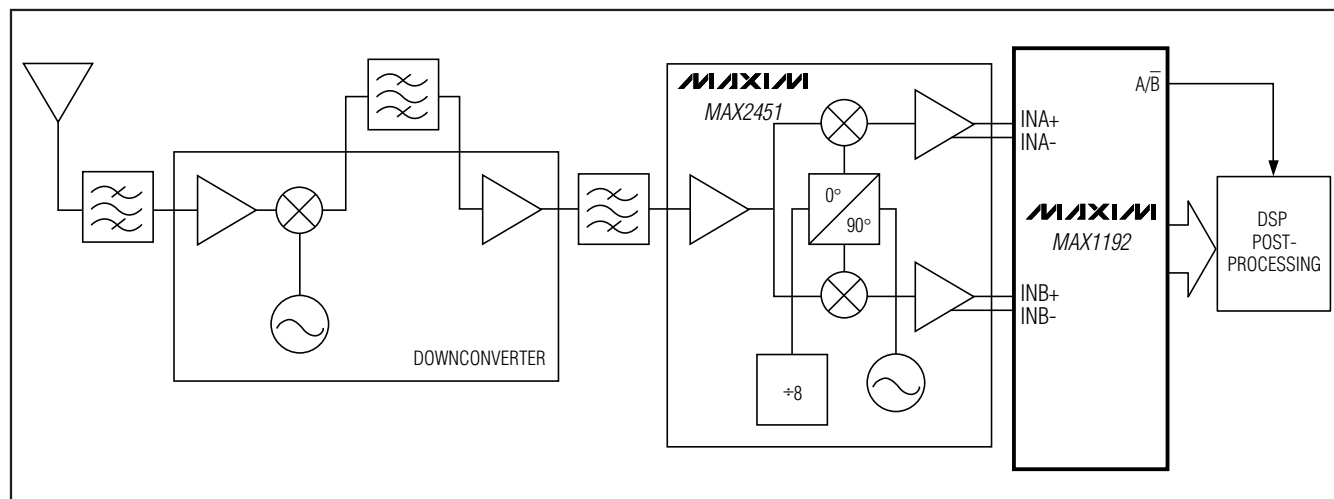 DOWNCONVERTER
MAXIM
MAX2451
0°
90°
÷8
INA+
INA-
INB+
INB-
A/B̅
MAXIM
MAX1192
DSP
POST-
PROCESSING